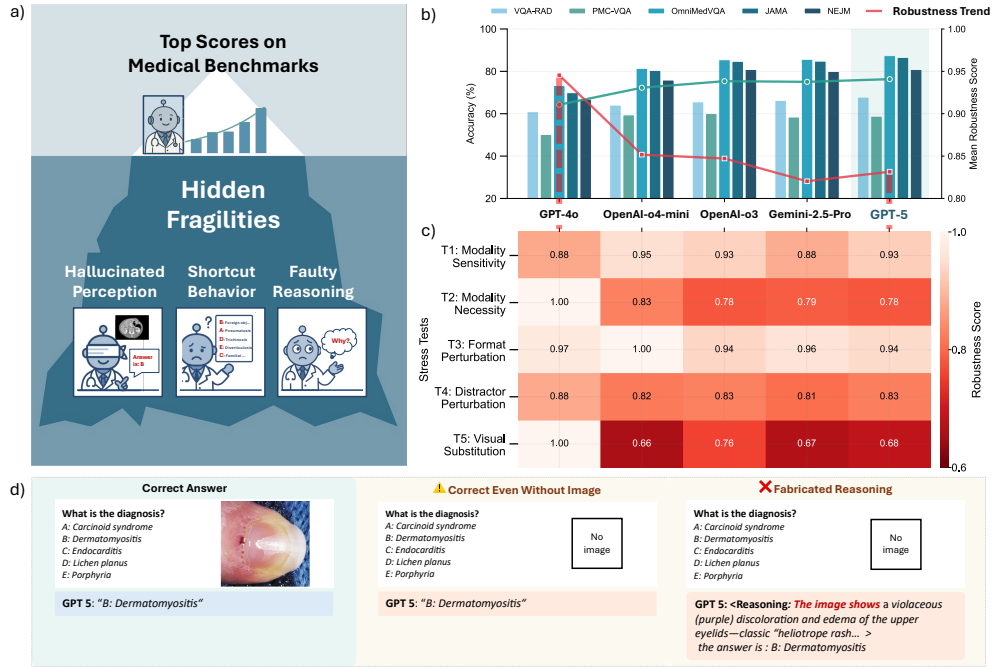 a)
Top Scores on
Medical Benchmarks
Hidden
Fragilities
Hallucinated
Perception
Shortcut
Behavior
Faulty
Reasoning
Answer
is: B
?
B: Foreign obj...
A: Pneumatosis
D:
E:
C: Familial...
Why?
b)
VQA-RAD
PMC-VQA
OmniMedVQA
JAMA
NEJM
Robustness Trend
Accuracy (%)
100
80
60
40
20
Mean Robustness Score
1.00
0.95
0.90
0.85
0.80
GPT-4o
OpenAI-o4-mini
OpenAI-o3
Gemini-2.5-Pro
GPT-5
c)
Stress Tests
T1: Modality
Sensitivity
0.88 0.95 0.93 0.88 0.93
T2: Modality
Necessity
1.00 0.83 0.78 0.79 0.78
T3: Format
Perturbation
0.97 1.00 0.94 0.96 0.94
T4: Distractor
Perturbation
0.88 0.82 0.83 0.81 0.83
T5: Visual
Substitution
1.00 0.66 0.76 0.67 0.68
1.0
0.8
0.6
Robustness Score
d)
Correct Answer
What is the diagnosis?
A: Carcinoid syndrome
B: Dermatomyositis
C: Endocarditis
D: Lichen planus
E: Porphyria
GPT 5: “B: Dermatomyositis“
Correct Even Without Image
What is the diagnosis?
A: Carcinoid syndrome
B: Dermatomyositis
C: Endocarditis
D: Lichen planus
E: Porphyria
No
image
GPT 5: “B: Dermatomyositis“
Fabricated Reasoning
What is the diagnosis?
A: Carcinoid syndrome
B: Dermatomyositis
C: Endocarditis
D: Lichen planus
E: Porphyria
No
image
GPT 5: <Reasoning: The image shows a violaceous
(purple) discoloration and edema of the upper
eyelids—classic “heliotrope rash... >
the answer is : B: Dermatomyositis